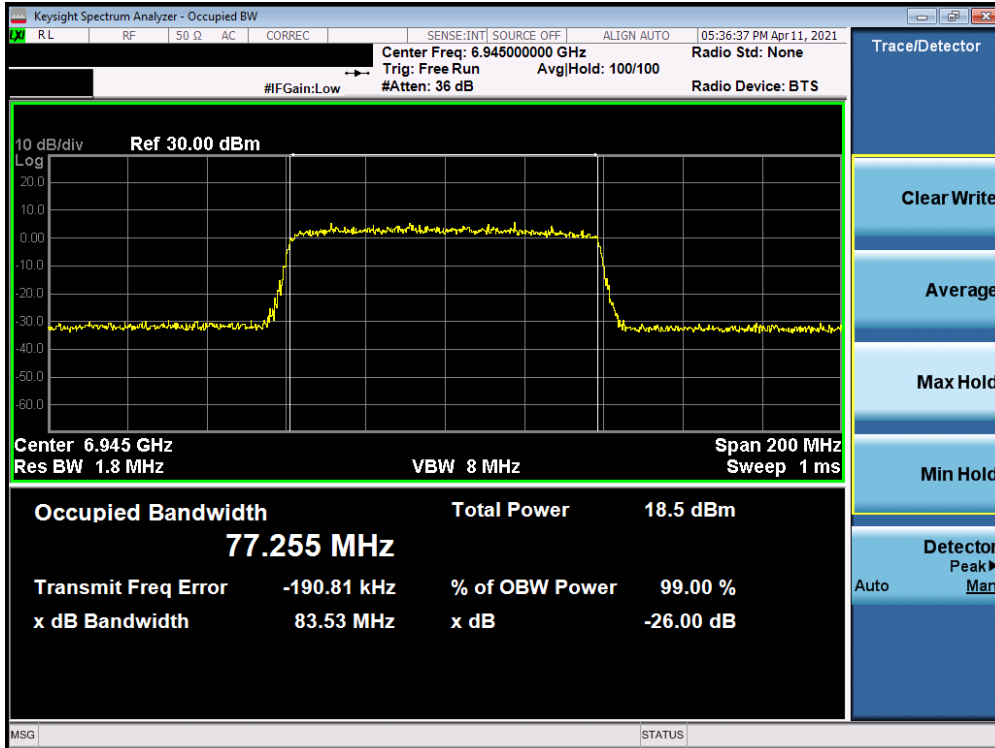 Keysight Spectrum Analyzer - Occupied BW
LXI RL RF 50 Ω AC CORREC SENSE:INT SOURCE OFF ALIGN AUTO 05:36:37 PM Apr 11, 2021
Center Freq: 6.945000000 GHz Radio Std: None
Trig: Free Run Avg|Hold: 100/100
#IFGain:Low #Atten: 36 dB Radio Device: BTS
Trace/Detector
10 dB/div Ref 30.00 dBm
Log
20.0
10.0
0.00
-10.0
-20.0
-30.0
-40.0
-50.0
-60.0
Center 6.945 GHz Span 200 MHz
Res BW 1.8 MHz VBW 8 MHz Sweep 1 ms
Occupied Bandwidth Total Power 18.5 dBm
77.255 MHz
Transmit Freq Error -190.81 kHz % of OBW Power 99.00 %
x dB Bandwidth 83.53 MHz x dB -26.00 dB
Clear Write
Average
Max Hold
Min Hold
Detector
Peak
Auto Man
MSG STATUS